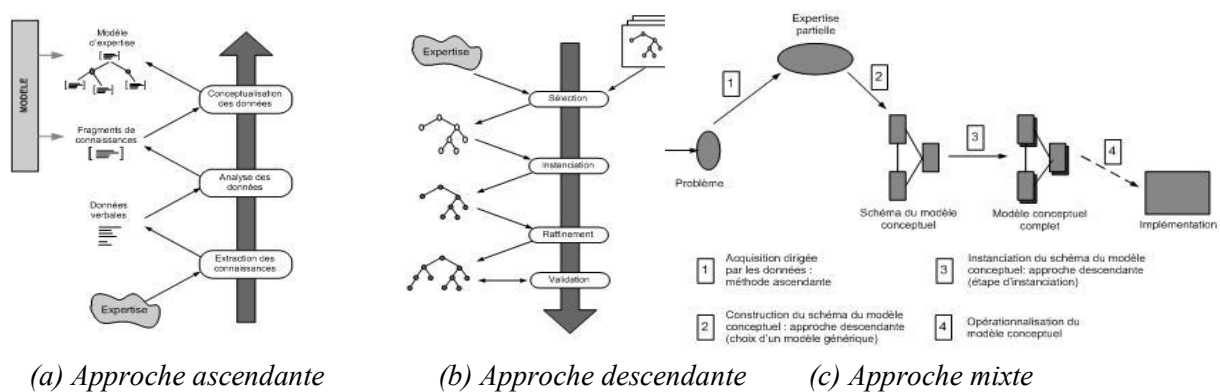 MODÈLE
Modèle
d'expertise
Conceptualisation
des données
Fragments de
connaissances
Analyse des
données
Données
verbales
Extraction des
connaissances
Expertise
(a) Approche ascendante
Expertise
Sélection
Instanciation
Raffinement
Validation
(b) Approche descendante
Expertise
partielle
1
2
3
4
Problème
Schéma du modèle
conceptuel
Modèle conceptuel
complet
Implémentation
1
Acquisition dirigée
par les données :
méthode ascendante
2
Construction du schéma du modèle
conceptuel : approche descendante
(choix d'un modèle générique)
3
Instanciation du schéma du modèle
conceptuel: approche descendante
(étape d'instanciation)
4
Opérationnalisation du
modèle conceptuel
(c) Approche mixte